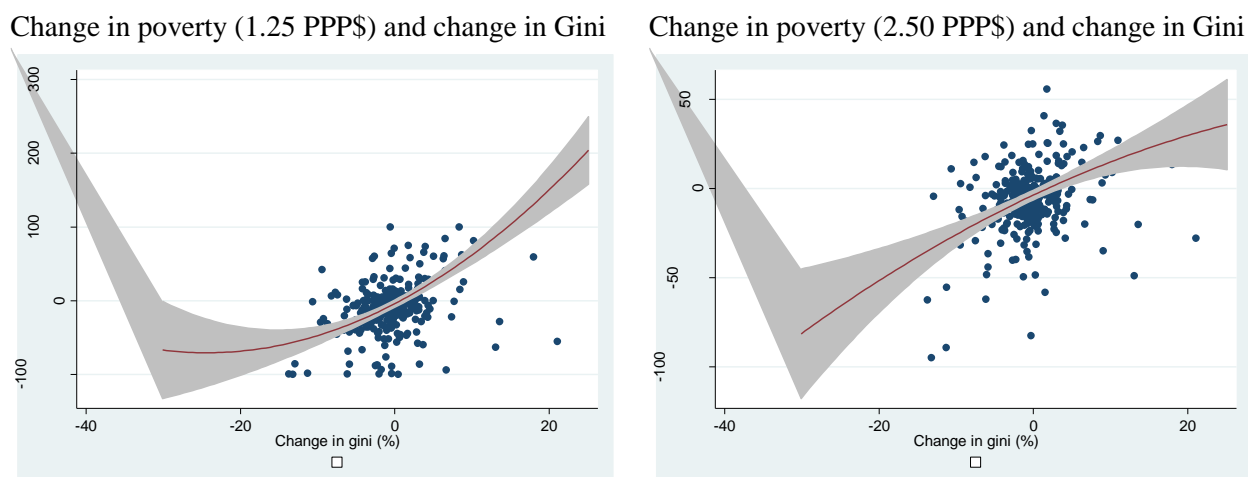 Change in poverty (1.25 PPP$) and change in Gini
300
200
100
0
-100
-40 -20 0 20
Change in gini (%)
Change in poverty (2.50 PPP$) and change in Gini
50
0
-50
-100
-40 -20 0 20
Change in gini (%)